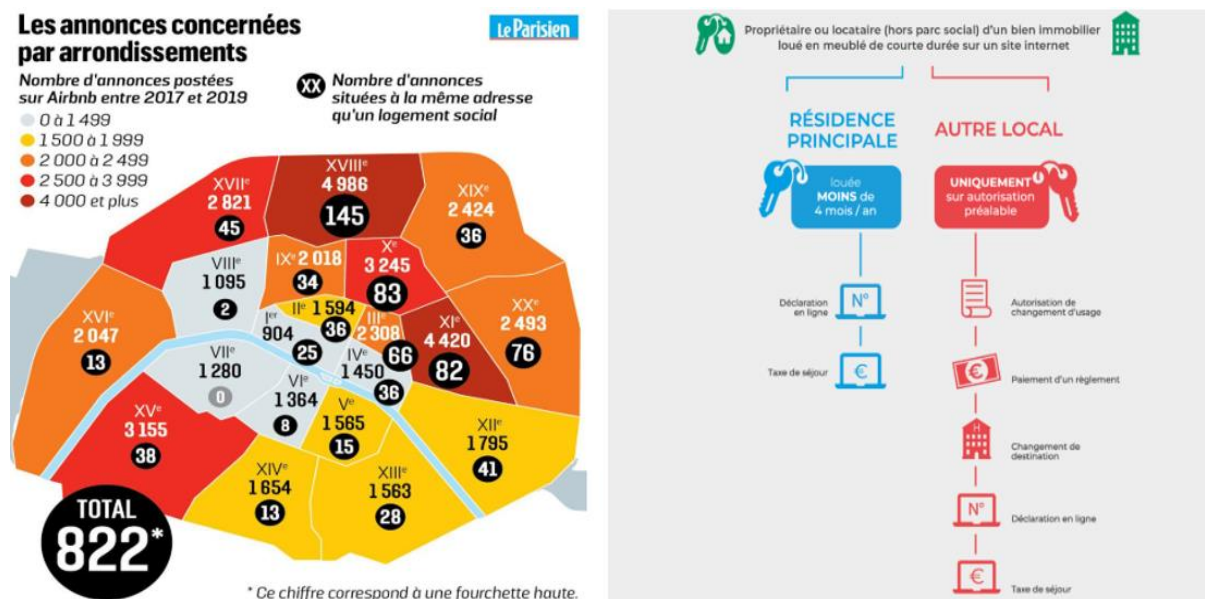 Les annonces concernées
par arrondissements
Le Parisien
Nombre d'annonces postées
sur Airbnb entre 2017 et 2019
0 à 1 499
1 500 à 1 999
2 000 à 2 499
2 500 à 3 999
4 000 et plus
XX
Nombre d'annonces
situées à la même adresse
qu'un logement social
XVIIe
2 821
45
XVIIIe
4 986
145
XIXe
2 424
36
VIIIe
1 095
2
IXe 2 018
34
Xe
3 245
83
XVIe
2 047
13
Ier
904
25
IIe 1 594
36
IIIe
2 308
66
XIe
4 420
82
XXe
2 493
76
VIIe
1 280
0
VIe
1 364
8
IVe
1 450
36
Ve
1 565
15
XVe
3 155
38
XIVe
1 654
13
XIIIe
1 563
28
XIIe
1 795
41
TOTAL
822*
* Ce chiffre correspond à une fourchette haute.
Propriétaire ou locataire (hors parc social) d'un bien immobilier
loué en meublé de courte durée sur un site internet
RÉSIDENCE
PRINCIPALE
louée
MOINS de
4 mois / an
Déclaration
en ligne
N°
Taxe de séjour
€
AUTRE LOCAL
UNIQUEMENT
sur autorisation
préalable
Autorisation de
changement d'usage
€
Paiement d'un règlement
H
Changement de
destination
N°
Déclaration en ligne
€
Taxe de séjour